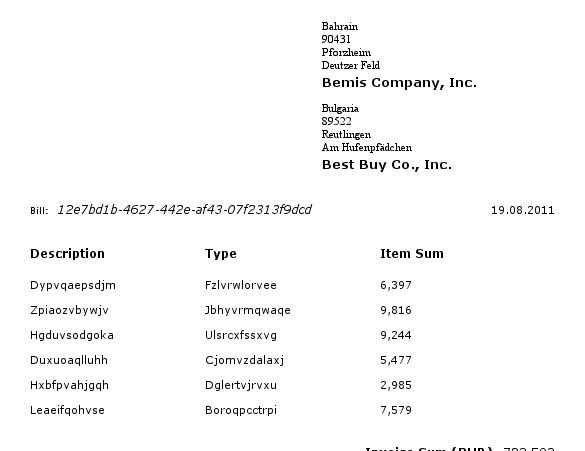 Bahrain
90431
Pforzheim
Deutzer Feld
Bemis Company, Inc.
Bulgaria
89522
Reutlingen
Am Hufenpfädchen
Best Buy Co., Inc.
Bill: 12e7bd1b-4627-442e-af43-07f2313f9dcd 19.08.2011
Description Type Item Sum
Dypvqaepsdjm Fzlvrwlorvee 6,397
Zpiaozvbywjv Jbhyvrmqwaqe 9,816
Hgduvsodgoka Ulsrcxfssxvg 9,244
Duxuoaqlluhh Cjomvzdalaxj 5,477
Hxbfpvahjgqh Dglertvjrvxu 2,985
Leaeifqohvse Boroqpcctrpi 7,579
Invoice Sum